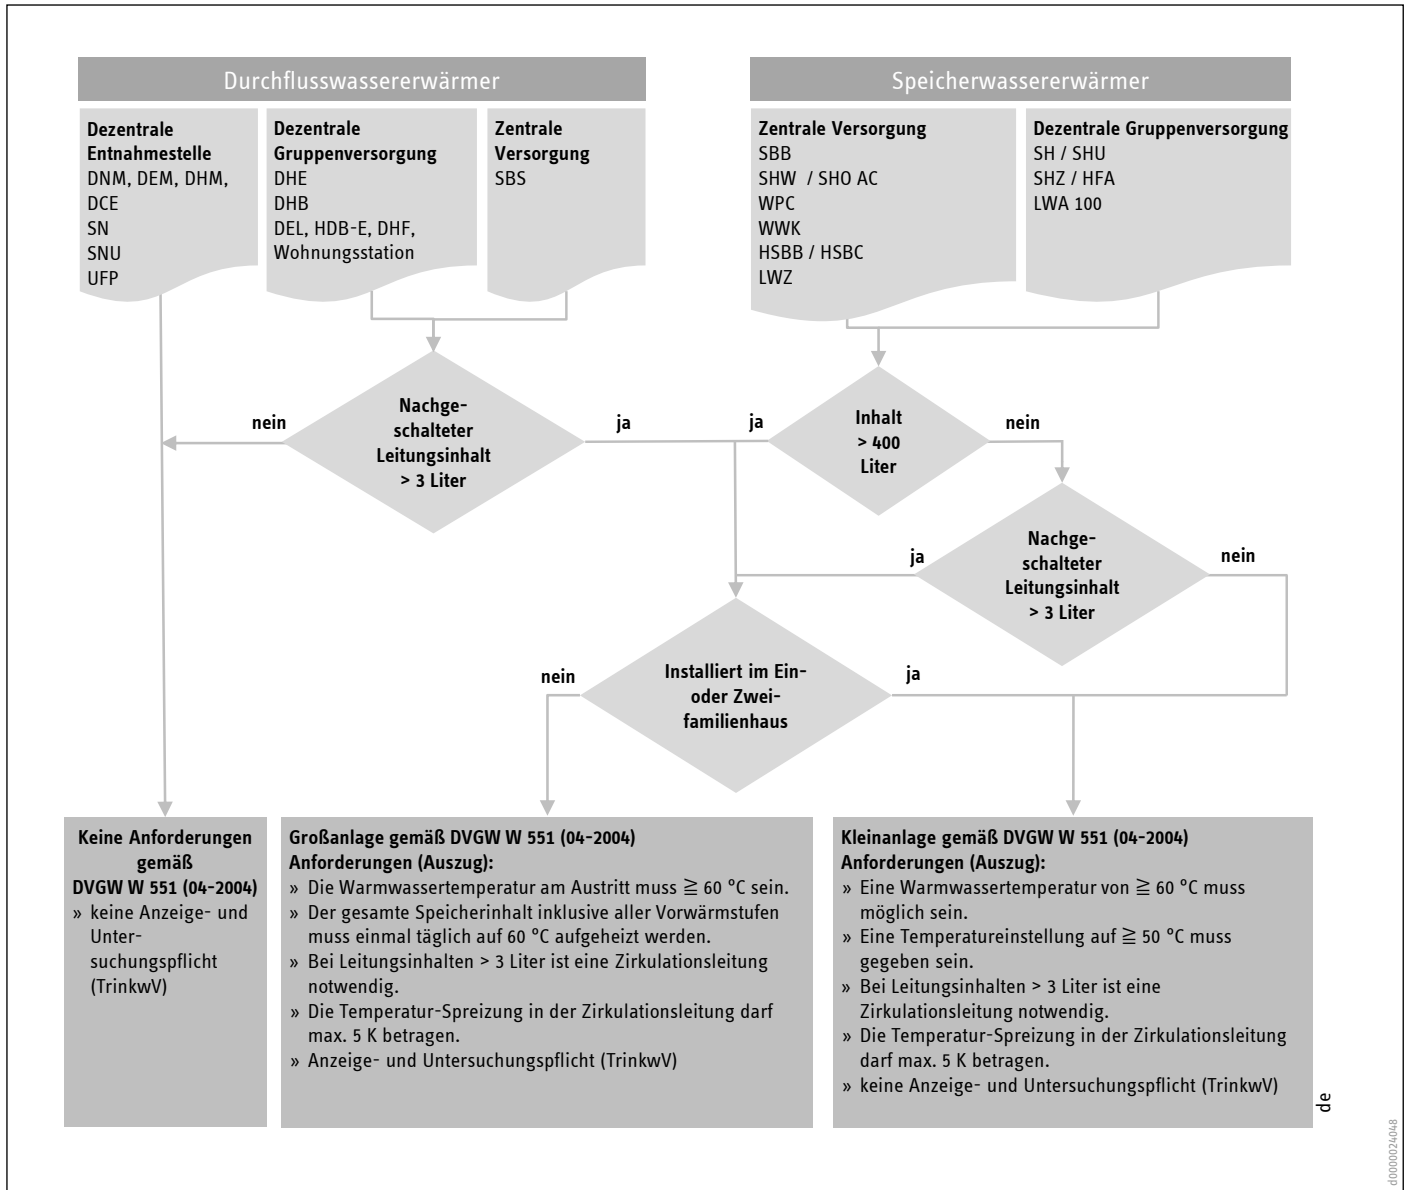 Durchflusswassererwärmer
Dezentrale
Entnahmestelle
DNM, DEM, DHM,
DCE
SN
SNU
UFP
Dezentrale
Gruppenversorgung
DHE
DHB
DEL, HDB-E, DHF,
Wohnungsstation
Zentrale
Versorgung
SBS
Speicherwassererwärmer
Zentrale Versorgung
SBB
SHW / SHO AC
WPC
WWK
HSBB / HSBC
LWZ
Dezentrale Gruppenversorgung
SH / SHU
SHZ / HFA
LWA 100
nein
Nachge-
schalteter
Leitungsinhalt
> 3 Liter
ja
ja
Inhalt
> 400
Liter
nein
ja
Nachge-
schalteter
Leitungsinhalt
> 3 Liter
nein
nein
Installiert im Ein-
oder Zwei-
familienhaus
ja
Keine Anforderungen
gemäß
DVGW W 551 (04-2004)
» keine Anzeige- und
Unter-
suchungspflicht
(TrinkwV)
Großanlage gemäß DVGW W 551 (04-2004)
Anforderungen (Auszug):
» Die Warmwassertemperatur am Austritt muss ≧ 60 °C sein.
» Der gesamte Speicherinhalt inklusive aller Vorwärmstufen
muss einmal täglich auf 60 °C aufgeheizt werden.
» Bei Leitungsinhalten > 3 Liter ist eine Zirkulationsleitung
notwendig.
» Die Temperatur-Spreizung in der Zirkulationsleitung darf
max. 5 K betragen.
» Anzeige- und Untersuchungspflicht (TrinkwV)
Kleinanlage gemäß DVGW W 551 (04-2004)
Anforderungen (Auszug):
» Eine Warmwassertemperatur von ≧ 60 °C muss
möglich sein.
» Eine Temperatureinstellung auf ≧ 50 °C muss
gegeben sein.
» Bei Leitungsinhalten > 3 Liter ist eine
Zirkulationsleitung notwendig.
» Die Temperatur-Spreizung in der Zirkulationsleitung
darf max. 5 K betragen.
» keine Anzeige- und Untersuchungspflicht (TrinkwV)
de
d0000024048